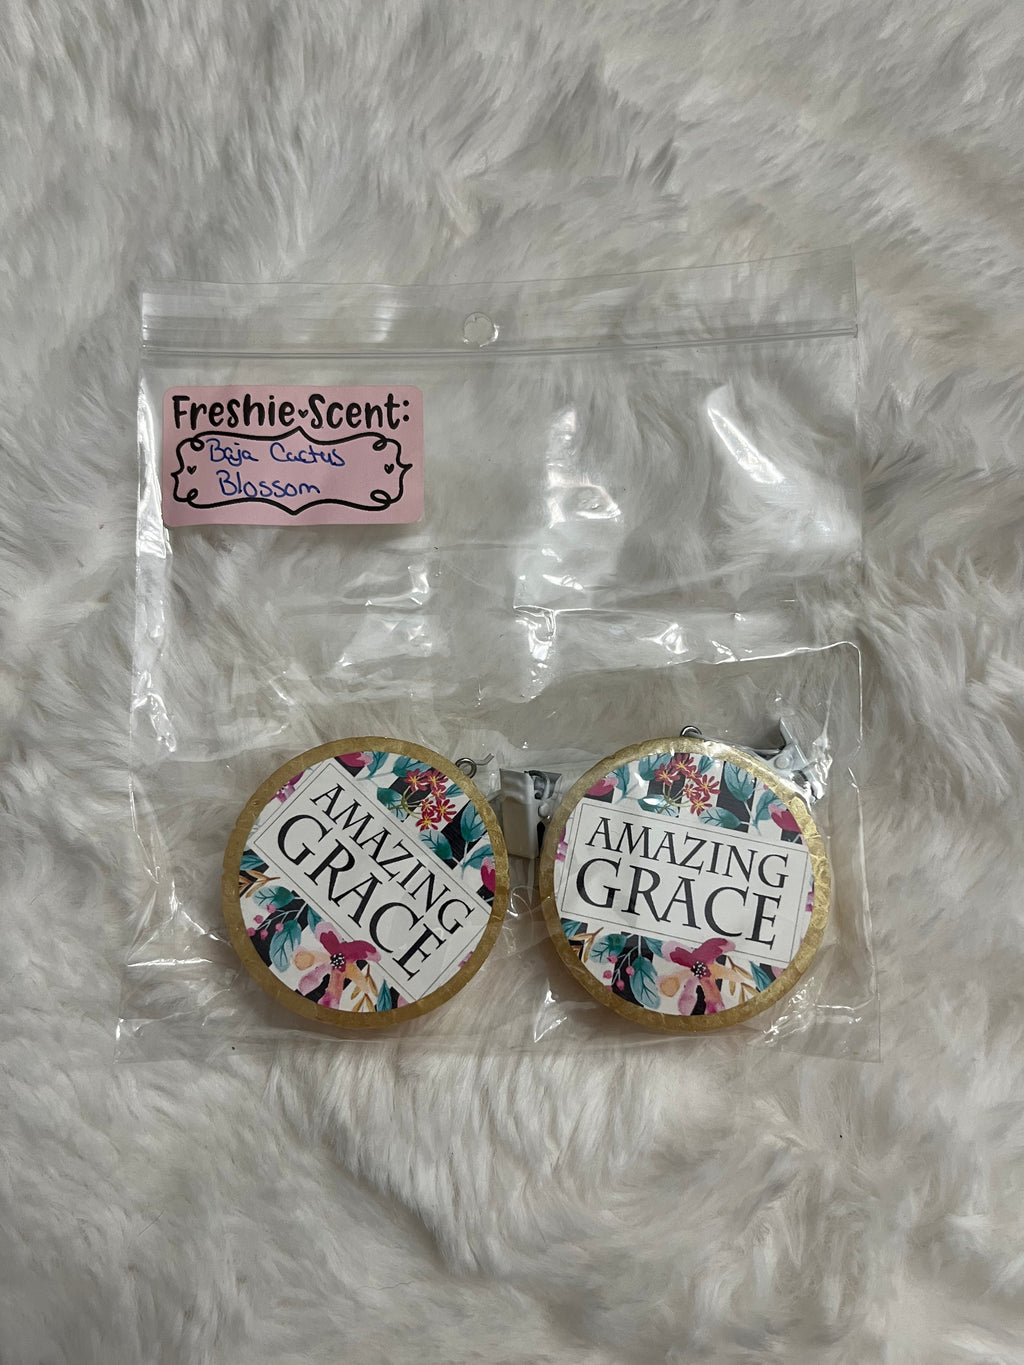 Freshie Scent:
Baja Cactus
Blossom
AMAZING
GRACE
AMAZING
GRACE